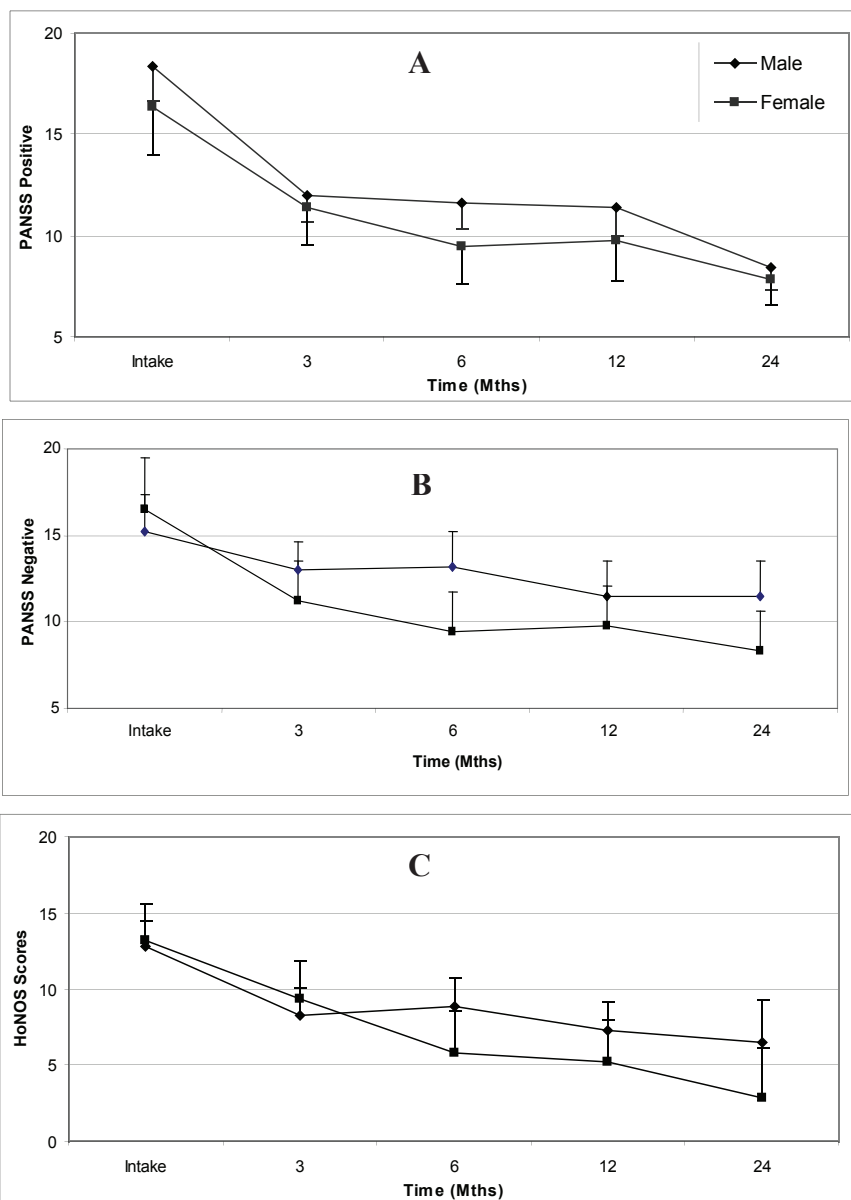 20
A
Male
Female
15
10
5
PANSS Positive
Intake 3 6 12 24
Time (Mths)
20
B
15
10
5
PANSS Negative
Intake 3 6 12 24
Time (Mths)
20
C
15
10
5
0
HoNOS Scores
Intake 3 6 12 24
Time (Mths)